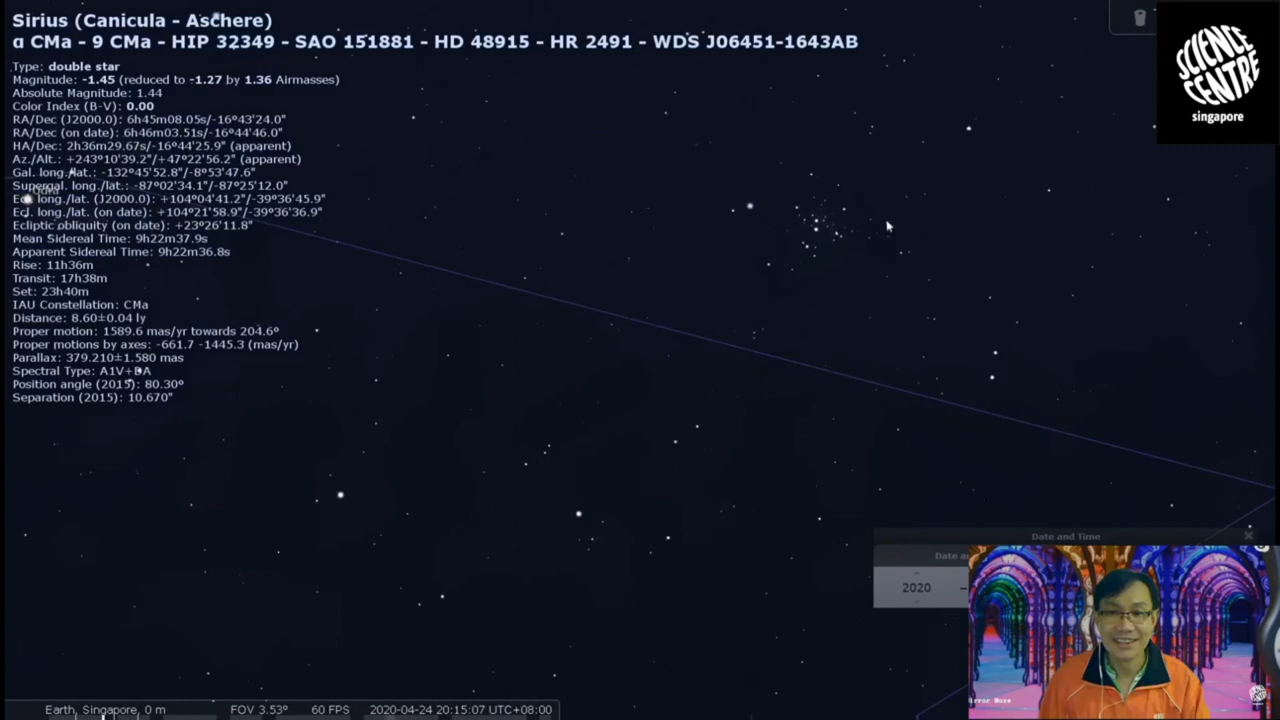 Sirius (Canicula - Aschere)
α CMa - 9 CMa - HIP 32349 - SAO 151881 - HD 48915 - HR 2491 - WDS J06451-1643AB
Type: double star
Magnitude: -1.45 (reduced to -1.27 by 1.36 Airmasses)
Absolute Magnitude: 1.44
Color Index (B-V): 0.00
RA/Dec (J2000.0): 6h45m08.05s/-16°43'24.0"
RA/Dec (on date): 6h46m03.51s/-16°44'46.0"
HA/Dec: 2h36m29.67s/-16°44'25.9" (apparent)
Az./Alt.: +243°10'39.2"/+47°22'56.2" (apparent)
Gal. long./lat.: -132°45'52.8"/-8°53'47.6"
Supergal. long./lat.: -87°02'34.1"/-87°25'12.0"
Ecl. long./lat. (J2000.0): +104°04'41.2"/-39°36'45.9"
Ecl. long./lat. (on date): +104°21'58.9"/-39°36'36.9"
Ecliptic obliquity (on date): +23°26'11.8"
Mean Sidereal Time: 9h22m37.9s
Apparent Sidereal Time: 9h22m36.8s
Rise: 11h36m
Transit: 17h38m
Set: 23h40m
IAU Constellation: CMa
Distance: 8.60±0.04 ly
Proper motion: 1589.6 mas/yr towards 204.6°
Proper motions by axes: -661.7 -1445.3 (mas/yr)
Parallax: 379.210±1.580 mas
Spectral Type: A1V+DA
Position angle (2015): 80.30°
Separation (2015): 10.670"
SCIENCE
CENTRE
singapore
Date and Time
Date
2020 –
Earth, Singapore, 0 m
FOV 3.53°
60 FPS
2020-04-24 20:15:07 UTC+08:00